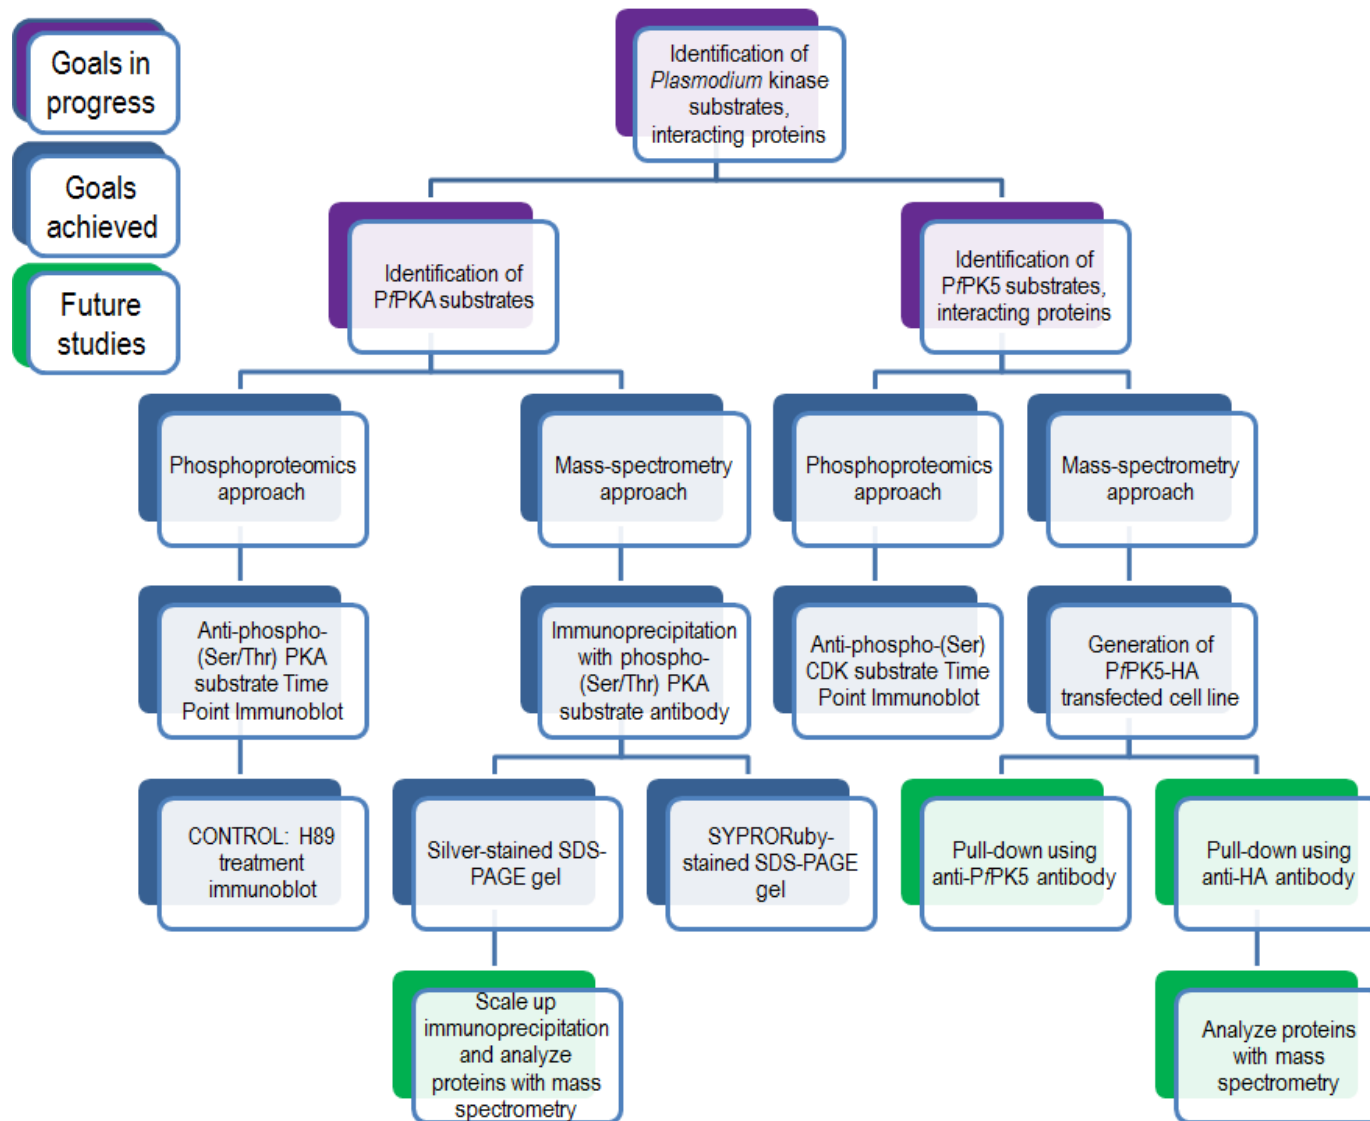 Goals in
progress
Goals
achieved
Future
studies
Identification of
Plasmodium kinase
substrates,
interacting proteins
Identification of
PfPKA substrates
Identification of
PfPK5 substrates,
interacting proteins
Phosphoproteomics
approach
Mass-spectrometry
approach
Phosphoproteomics
approach
Mass-spectrometry
approach
Anti-phospho-
(Ser/Thr) PKA
substrate Time
Point Immunoblot
Immunoprecipitation
with phospho-
(Ser/Thr) PKA
substrate antibody
Anti-phospho-(Ser)
CDK substrate Time
Point Immunoblot
Generation of
PfPK5-HA
transfected cell line
CONTROL: H89
treatment
immunoblot
Silver-stained SDS-
PAGE gel
SYPRORuby-
stained SDS-PAGE
gel
Pull-down using
anti-PfPK5 antibody
Pull-down using
anti-HA antibody
Scale up
immunoprecipitation
and analyze
proteins with mass
spectrometry
Analyze proteins
with mass
spectrometry